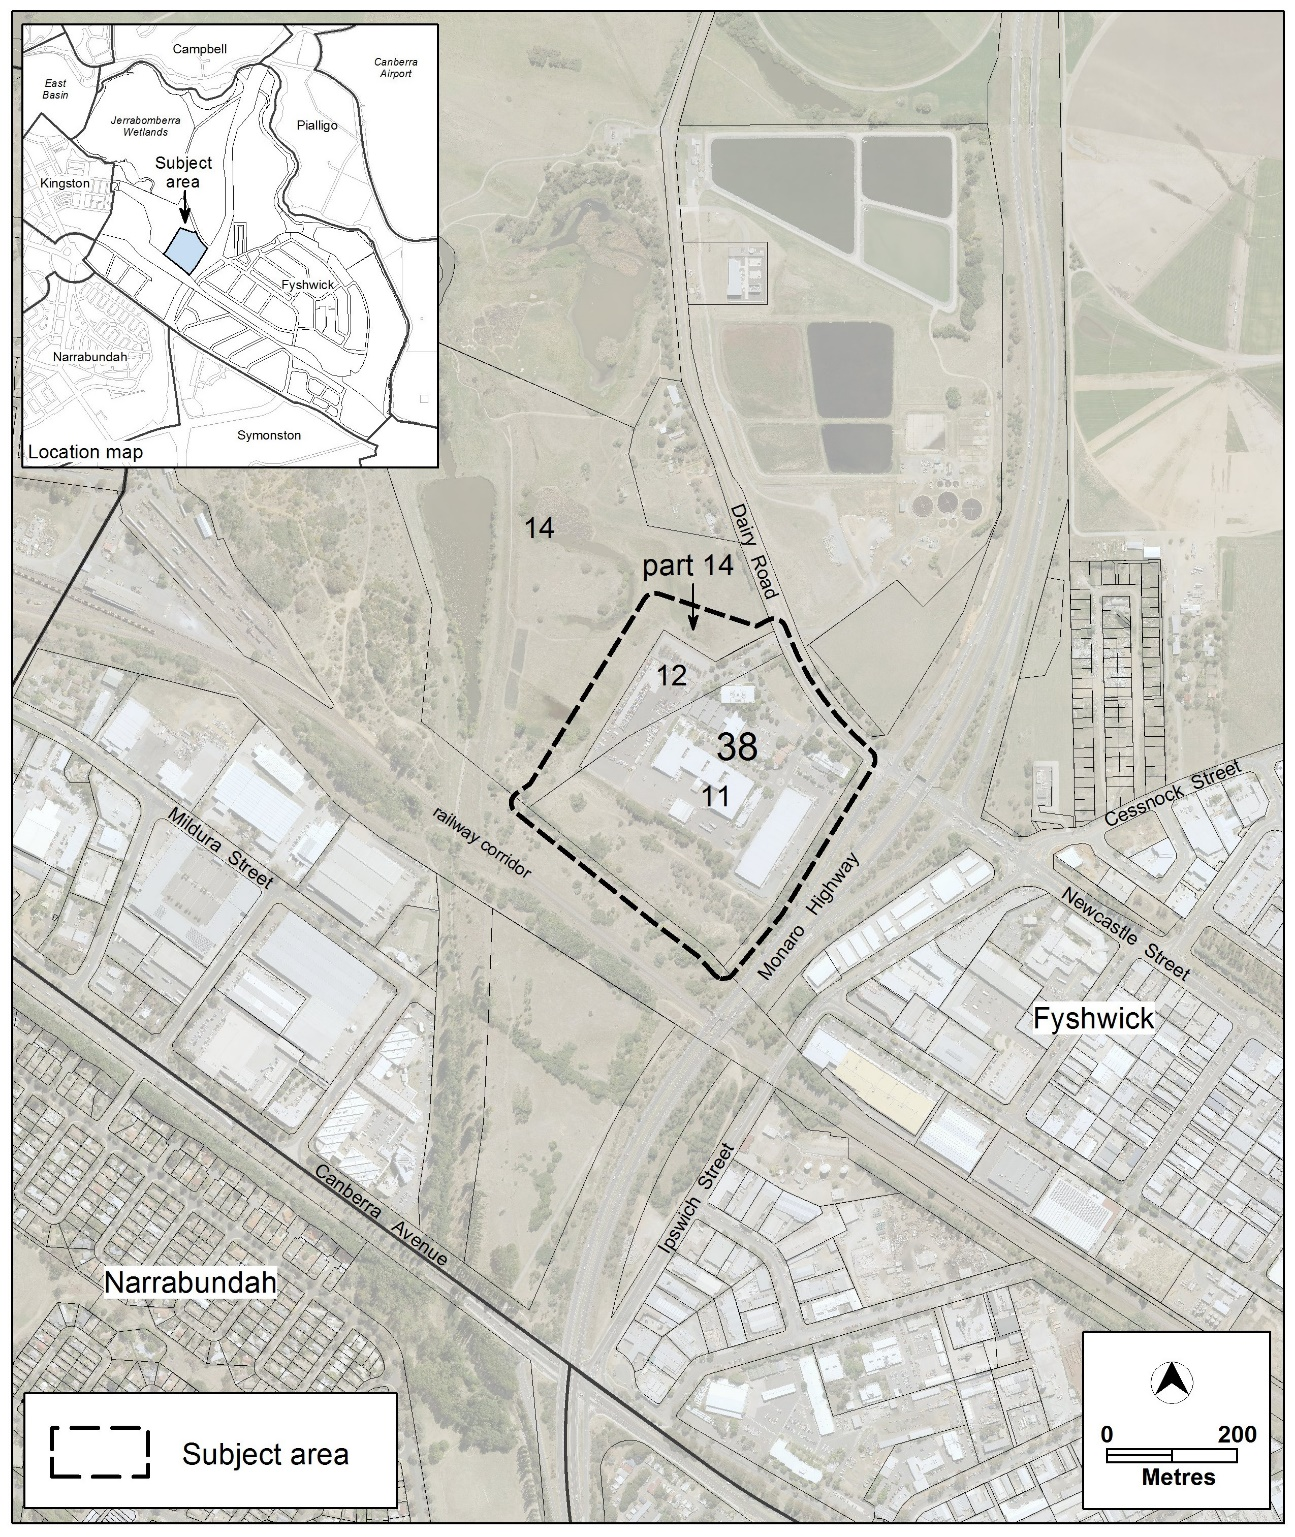 Campbell
Canberra
Airport
East
Basin
Jerrabomberra
Wetlands
Pialligo
Subject
area
Kingston
Fyshwick
Narrabundah
Symonston
Location map
14
Dairy Road
part 14
12
38
11
Cessnock Street
Mildura Street
railway corridor
Monaro Highway
Newcastle Street
Fyshwick
Ipswich Street
Canberra Avenue
Narrabundah
Subject area
0 200
Metres